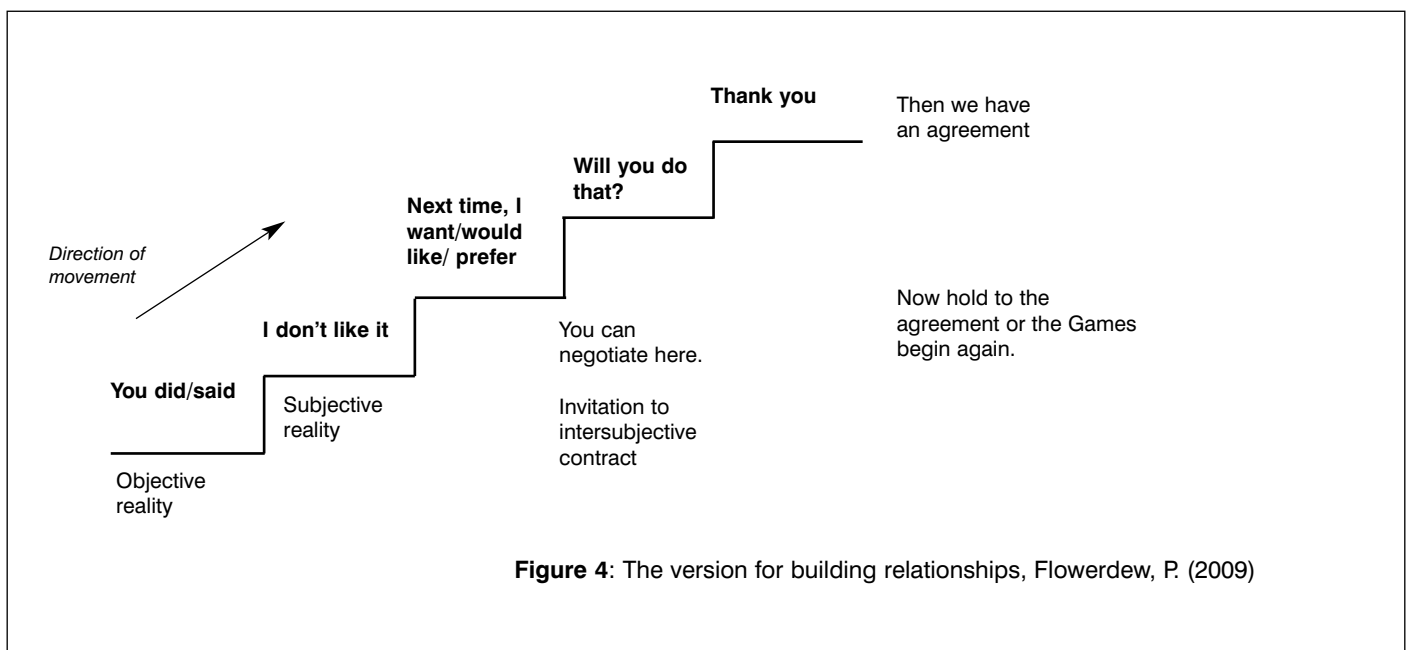 Thank you
Then we have
an agreement
Will you do
that?
Next time, I
want/would
like/ prefer
Direction of
movement
I don't like it
You can
negotiate here.
Now hold to the
agreement or the Games
begin again.
You did/said
Subjective
reality
Invitation to
intersubjective
contract
Objective
reality
Figure 4: The version for building relationships, Flowerdew, P. (2009)